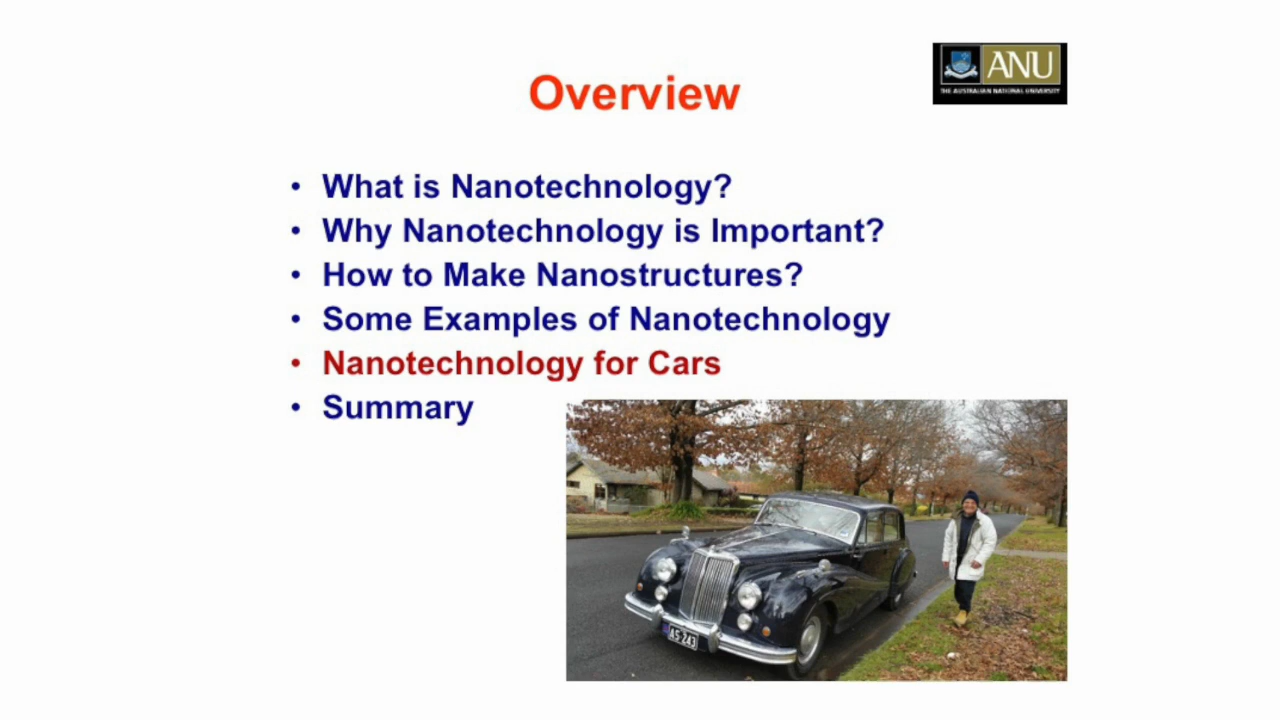 ANU
THE AUSTRALIAN NATIONAL UNIVERSITY
Overview
• What is Nanotechnology?
• Why Nanotechnology is Important?
• How to Make Nanostructures?
• Some Examples of Nanotechnology
• Nanotechnology for Cars
• Summary
AS·243